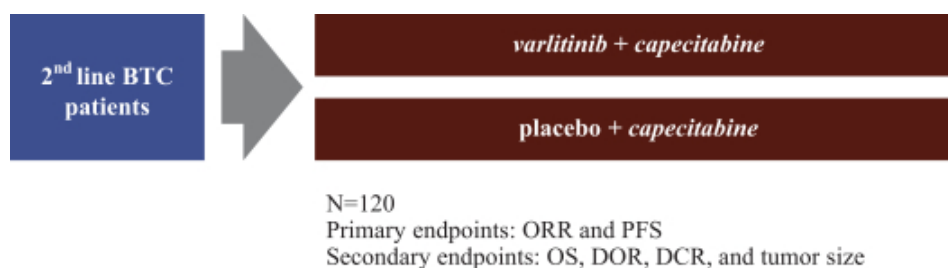 2nd line BTC
patients
varlitinib + capecitabine
placebo + capecitabine
N=120
Primary endpoints: ORR and PFS
Secondary endpoints: OS, DOR, DCR, and tumor size